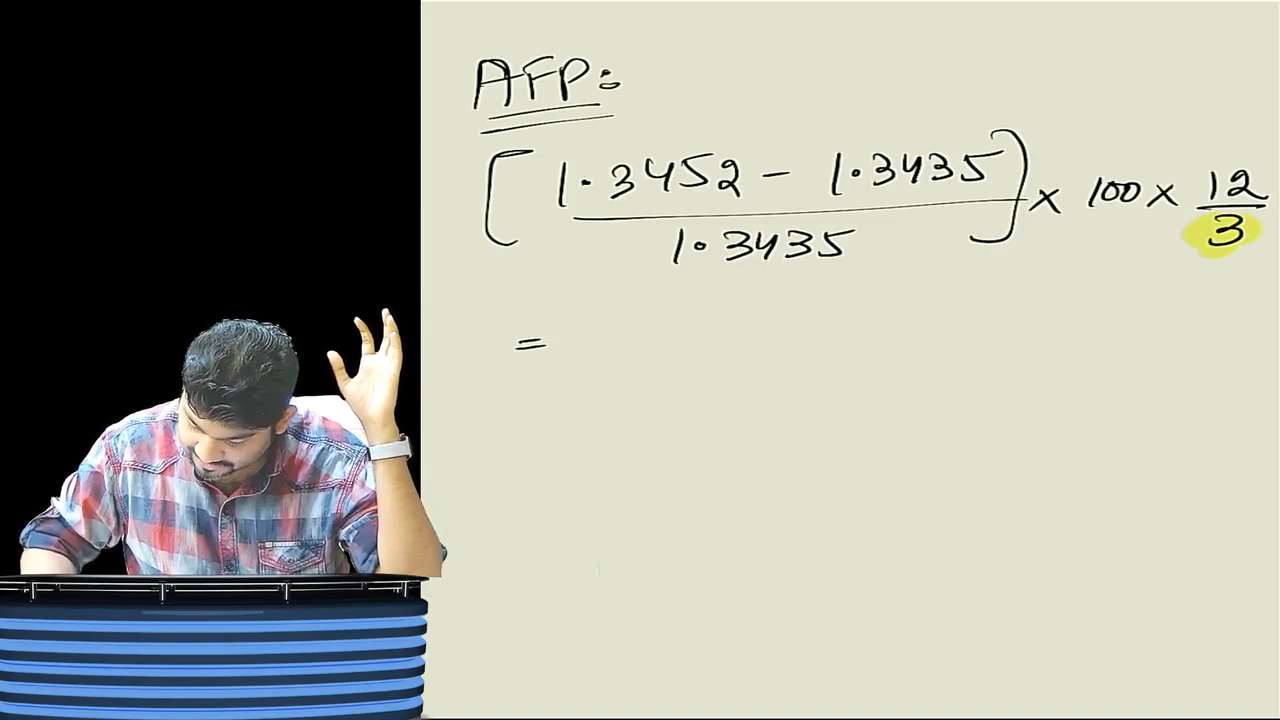 AFP:
[ 1.3452 - 1.3435 ] × 100 × 12
1.3435 3
=